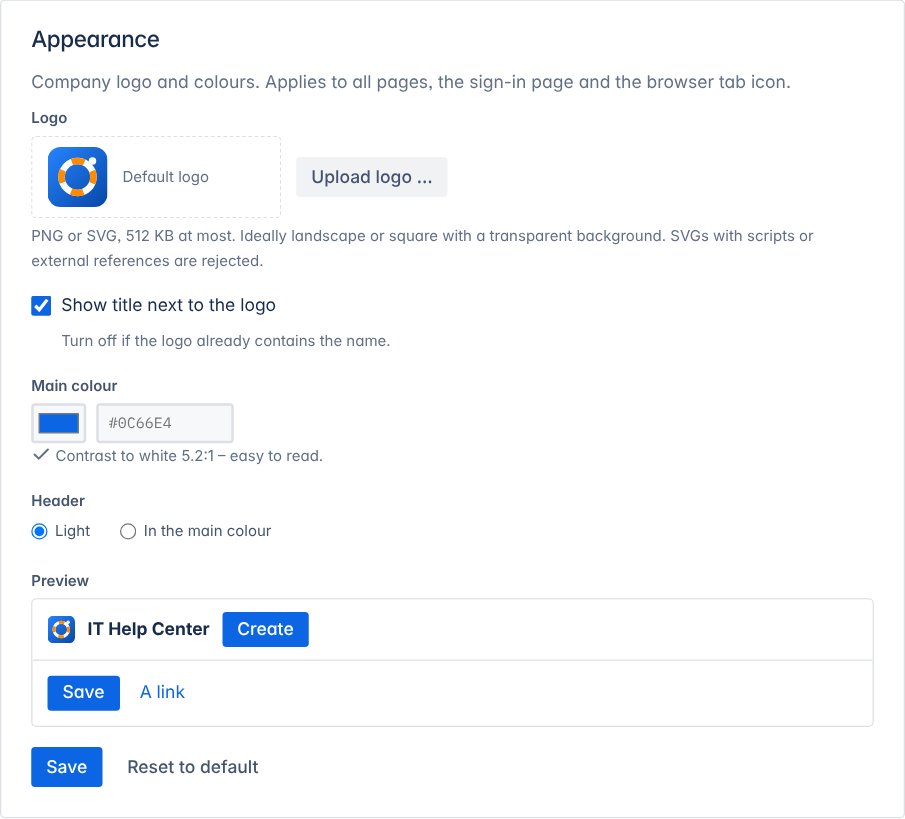 Appearance
Company logo and colours. Applies to all pages, the sign-in page and the browser tab icon.
Logo
Default logo
Upload logo ...
PNG or SVG, 512 KB at most. Ideally landscape or square with a transparent background. SVGs with scripts or
external references are rejected.
Show title next to the logo
Turn off if the logo already contains the name.
Main colour
#0C66E4
Contrast to white 5.2:1 – easy to read.
Header
Light In the main colour
Preview
IT Help Center Create
Save A link
Save Reset to default